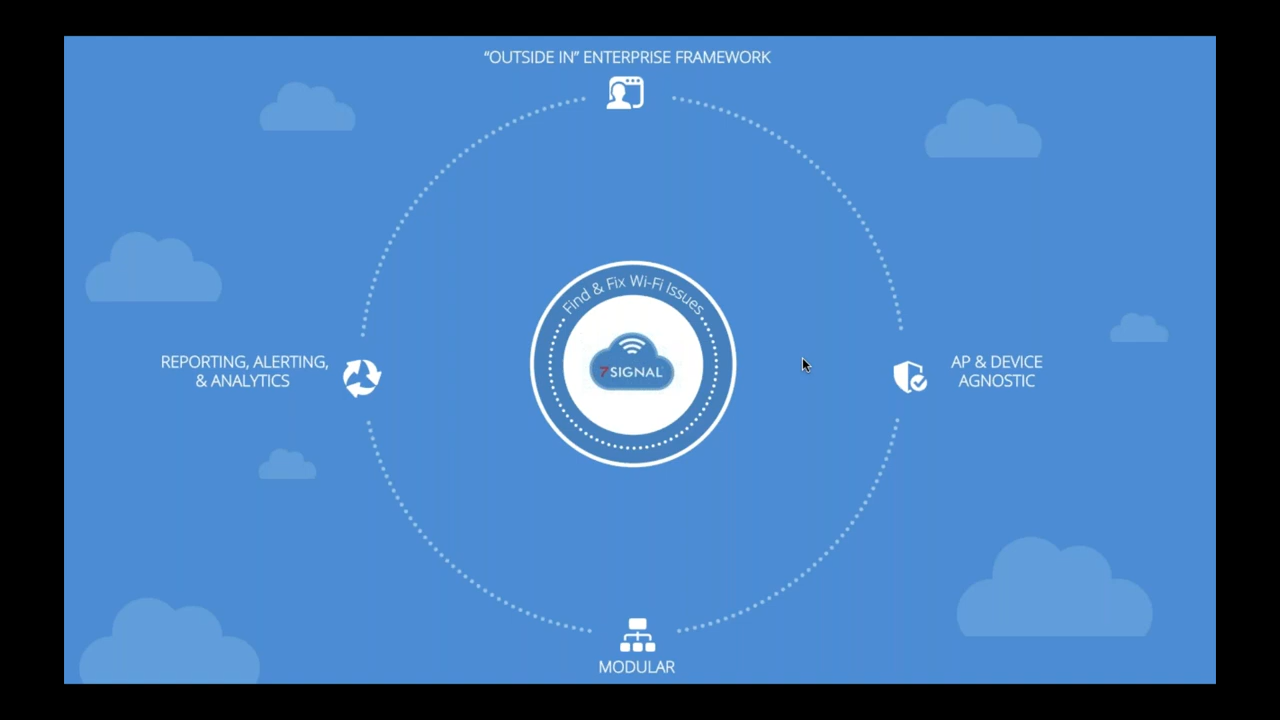 “OUTSIDE IN” ENTERPRISE FRAMEWORK
Find & Fix Wi-Fi Issues
7SIGNAL
REPORTING, ALERTING,
& ANALYTICS
AP & DEVICE
AGNOSTIC
MODULAR